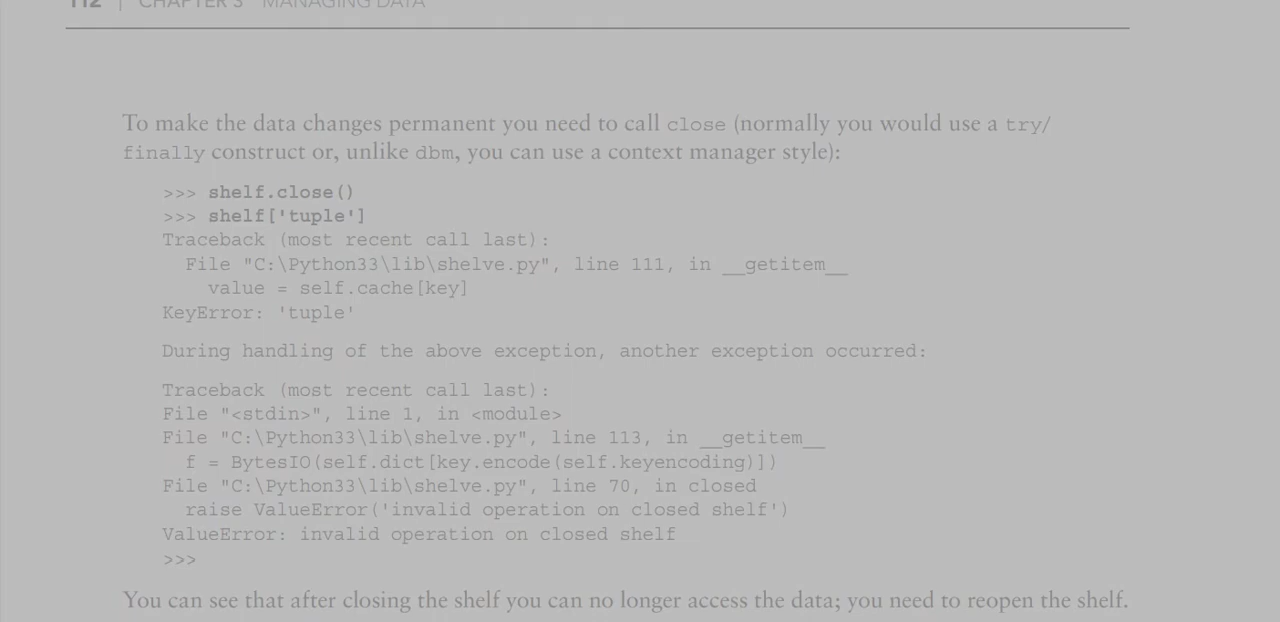 112 | CHAPTER 3 MANAGING DATA
To make the data changes permanent you need to call close (normally you would use a try/
finally construct or, unlike dbm, you can use a context manager style):
>>> shelf.close()
>>> shelf['tuple']
Traceback (most recent call last):
  File "C:\Python33\lib\shelve.py", line 111, in __getitem__
    value = self.cache[key]
KeyError: 'tuple'
During handling of the above exception, another exception occurred:
Traceback (most recent call last):
File "<stdin>", line 1, in <module>
File "C:\Python33\lib\shelve.py", line 113, in __getitem__
  f = BytesIO(self.dict[key.encode(self.keyencoding)])
File "C:\Python33\lib\shelve.py", line 70, in closed
  raise ValueError('invalid operation on closed shelf')
ValueError: invalid operation on closed shelf
>>>
You can see that after closing the shelf you can no longer access the data; you need to reopen the shelf.